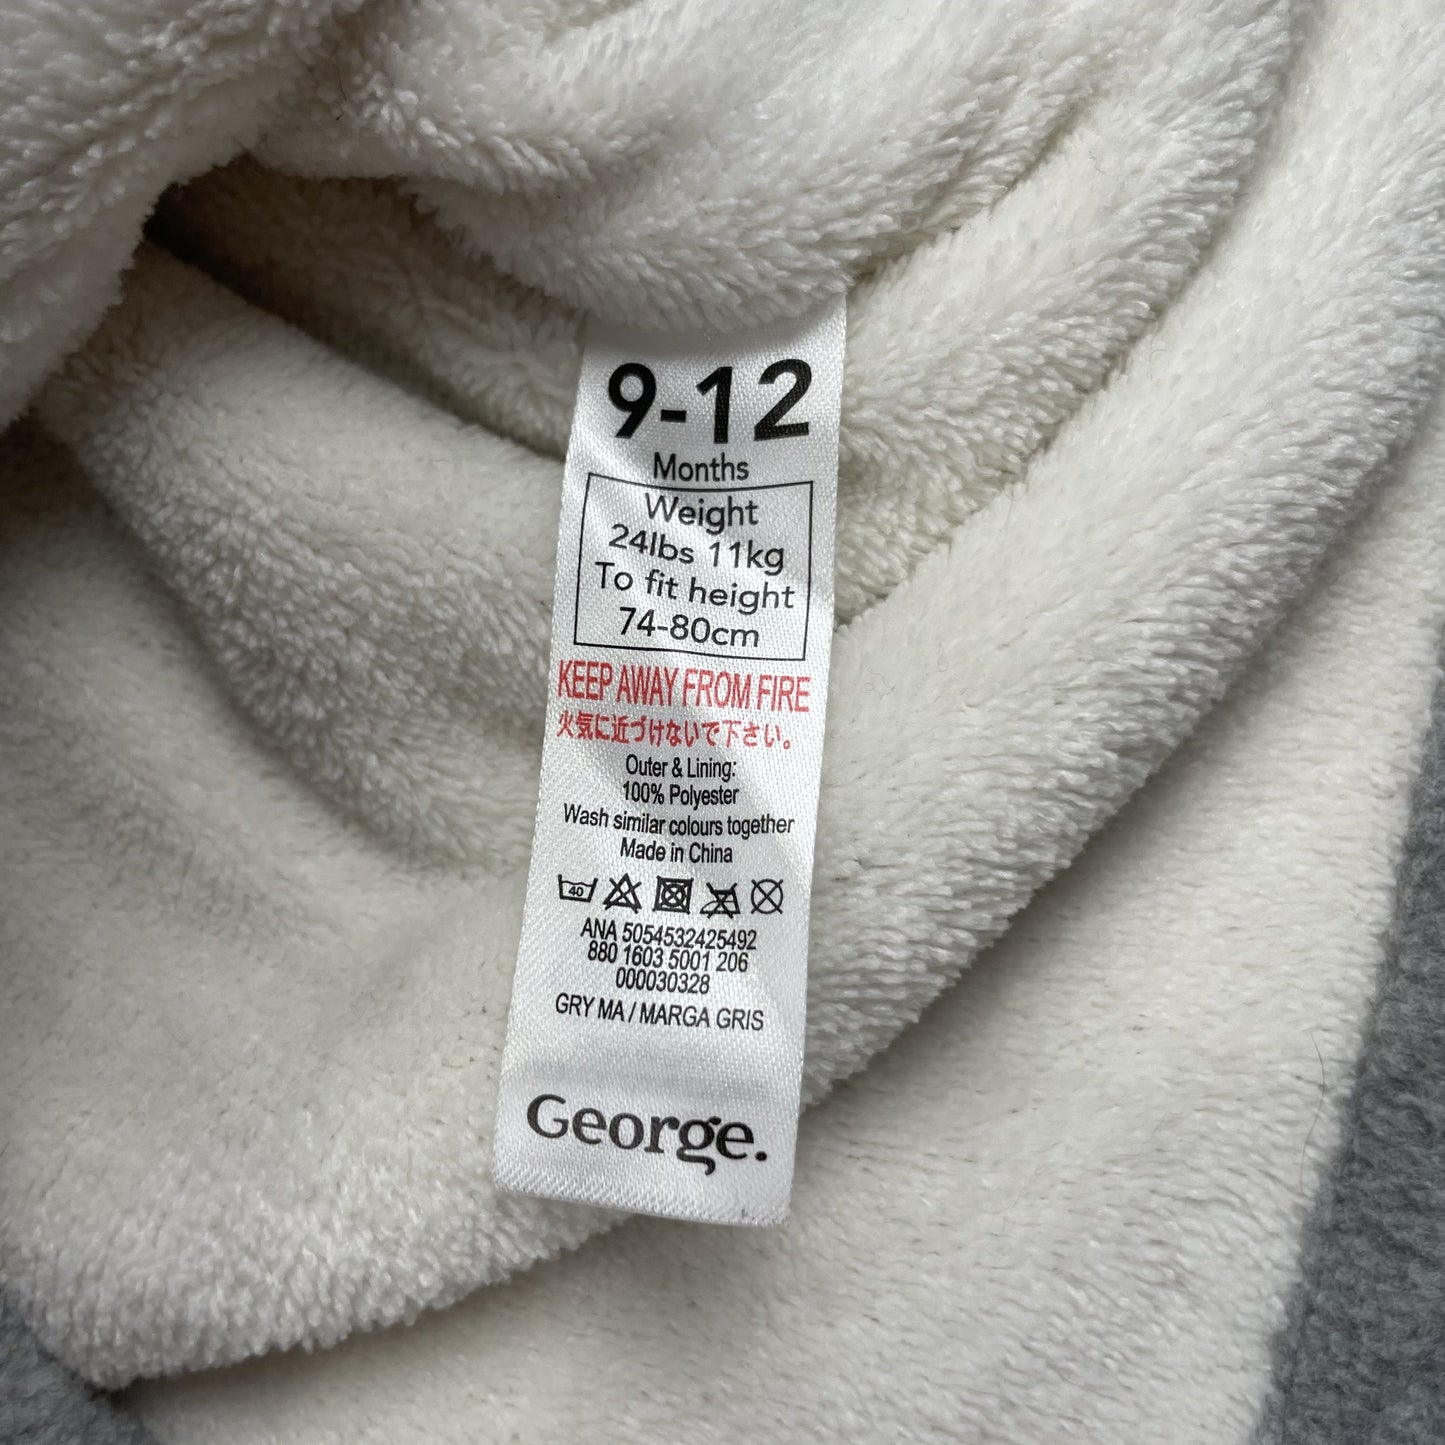 9-12
Months
Weight
24lbs 11kg
To fit height
74-80cm
KEEP AWAY FROM FIRE
火気に近づけないで下さい。
Outer & Lining:
100% Polyester
Wash similar colours together
Made in China
40
ANA 5054532425492
880 1603 5001 206
000030328
GRY MA / MARGA GRIS
George.